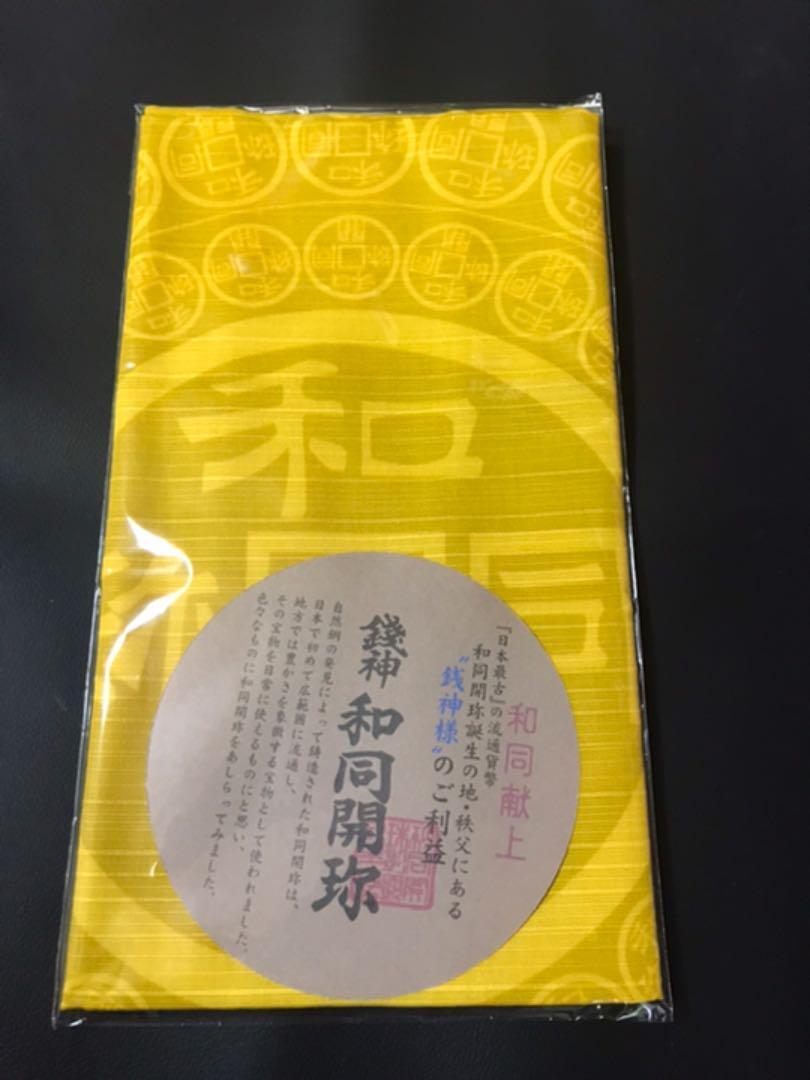 和
同
和同献上
『日本最古』の流通貨幣
和同開珎誕生の地・秩父にある
"銭神様"のご利益
錢神 和同開珎
自然銅の発見によって鋳造された和同開珎は、
日本で初めて広範囲に流通し、
地方では豊かさを象徴する宝物として使われました。
その宝物を日常に使えるものにと思い、
色々なものに和同開珎をあしらってみました。